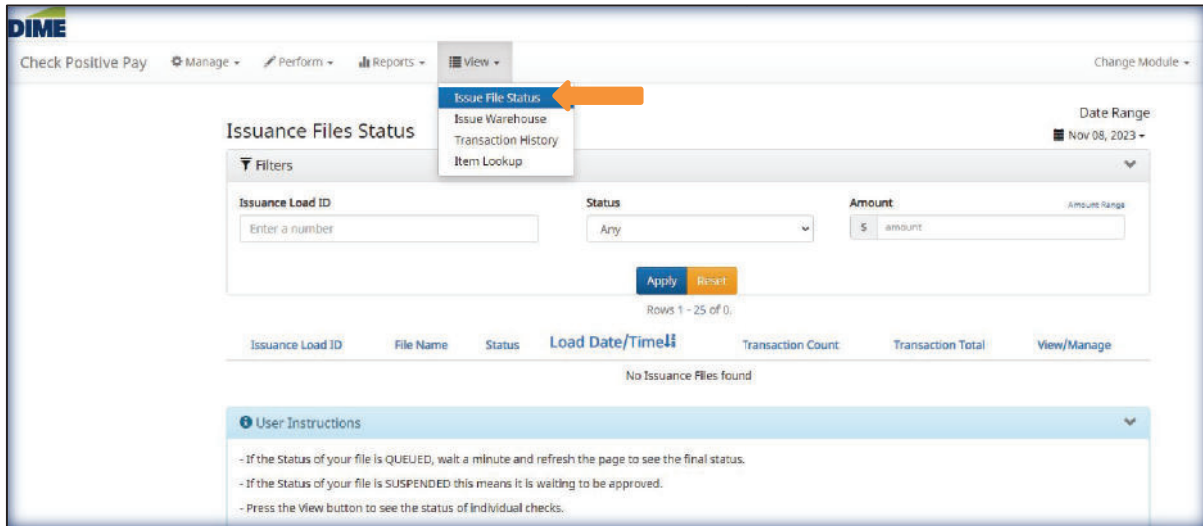 DIME
Check Positive Pay Manage Perform Reports View Change Module
Issue File Status
Issue Warehouse
Transaction History
Item Lookup
Date Range
Issuance Files Status Nov 08, 2023
Filters
Issuance Load ID Status Amount Amount Range
Enter a number Any $ amount
Apply Reset
Rows 1 - 25 of 0.
Issuance Load ID File Name Status Load Date/Time Transaction Count Transaction Total View/Manage
No Issuance Files found
User Instructions
- If the Status of your file is QUEUED, wait a minute and refresh the page to see the final status.
- If the Status of your file is SUSPENDED this means it is waiting to be approved.
- Press the View button to see the status of individual checks.